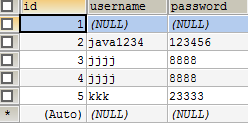 id username password
1 (NULL) (NULL)
2 java1234 123456
3 jjjj 8888
4 jjjj 8888
5 kkk 23333
* (Auto) (NULL) (NULL)